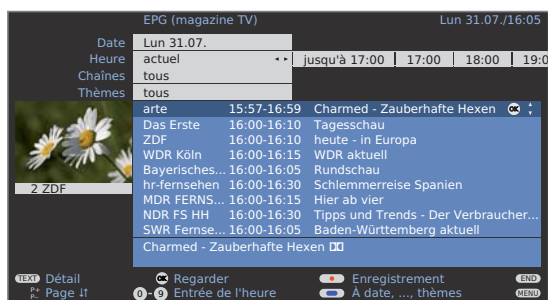 EPG (magazine TV) Lun 31.07./16:05
Date Lun 31.07.
Heure actuel jusqu'à 17:00 17:00 18:00 19:0
Chaînes tous
Thèmes tous
arte 15:57-16:59 Charmed - Zauberhafte Hexen OK
Das Erste 16:00-16:10 Tagesschau
ZDF 16:00-16:10 heute - in Europa
WDR Köln 16:00-16:15 WDR aktuell
Bayerisches... 16:00-16:05 Rundschau
hr-fernsehen 16:00-16:30 Schlemmerreise Spanien
MDR FERNS... 16:00-16:15 Hier ab vier
NDR FS HH 16:00-16:30 Tipps und Trends - Der Verbraucher...
SWR Fernse... 16:00-16:05 Baden-Württemberg aktuell
2 ZDF
Charmed - Zauberhafte Hexen
TEXT Détail OK Regarder Enregistrement END
P+ P- Page 0-9 Entrée de l'heure À date, ..., thèmes MENU